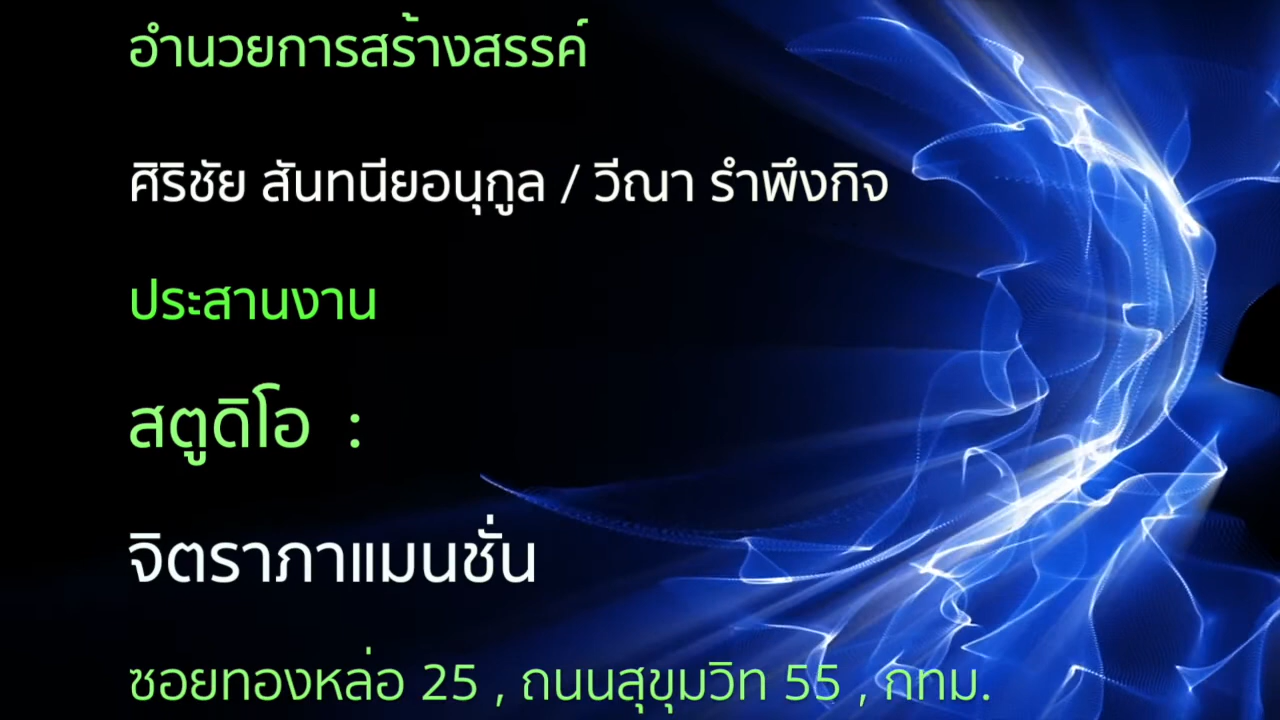 อำนวยการสร้างสรรค์
ศิริชัย สันทนียอนุกูล / วีณา รำพึงกิจ
ประสานงาน
สตูดิโอ :
จิตราภาแมนชั่น
ซอยทองหล่อ 25 , ถนนสุขุมวิท 55 , กทม.